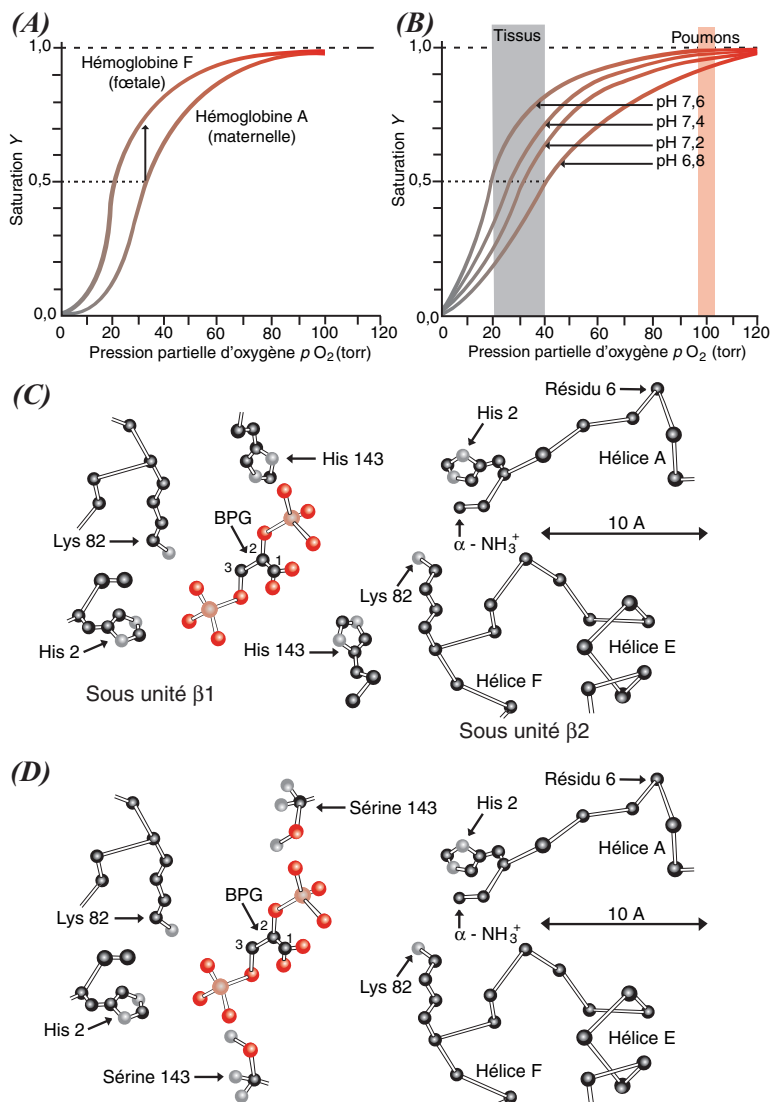 (A)
Saturation Y
1,0
0,5
0,0
Hémoglobine F
(fœtale)
Hémoglobine A
(maternelle)
0
20
40
60
80
100
120
Pression partielle d'oxygène p O2 (torr)
(B)
Saturation Y
1,0
0,5
0,0
Tissus
Poumons
pH 7,6
pH 7,4
pH 7,2
pH 6,8
0
20
40
60
80
100
120
Pression partielle d'oxygène p O2 (torr)
(C)
His 143
BPG
1
2
3
Lys 82
His 2
His 143
Sous unité β1
His 2
Résidu 6
Hélice A
10 A
α - NH3+
Lys 82
Hélice E
Hélice F
Sous unité β2
(D)
Sérine 143
BPG
1
2
3
Lys 82
His 2
Sérine 143
His 2
Résidu 6
Hélice A
10 A
α - NH3+
Lys 82
Hélice E
Hélice F